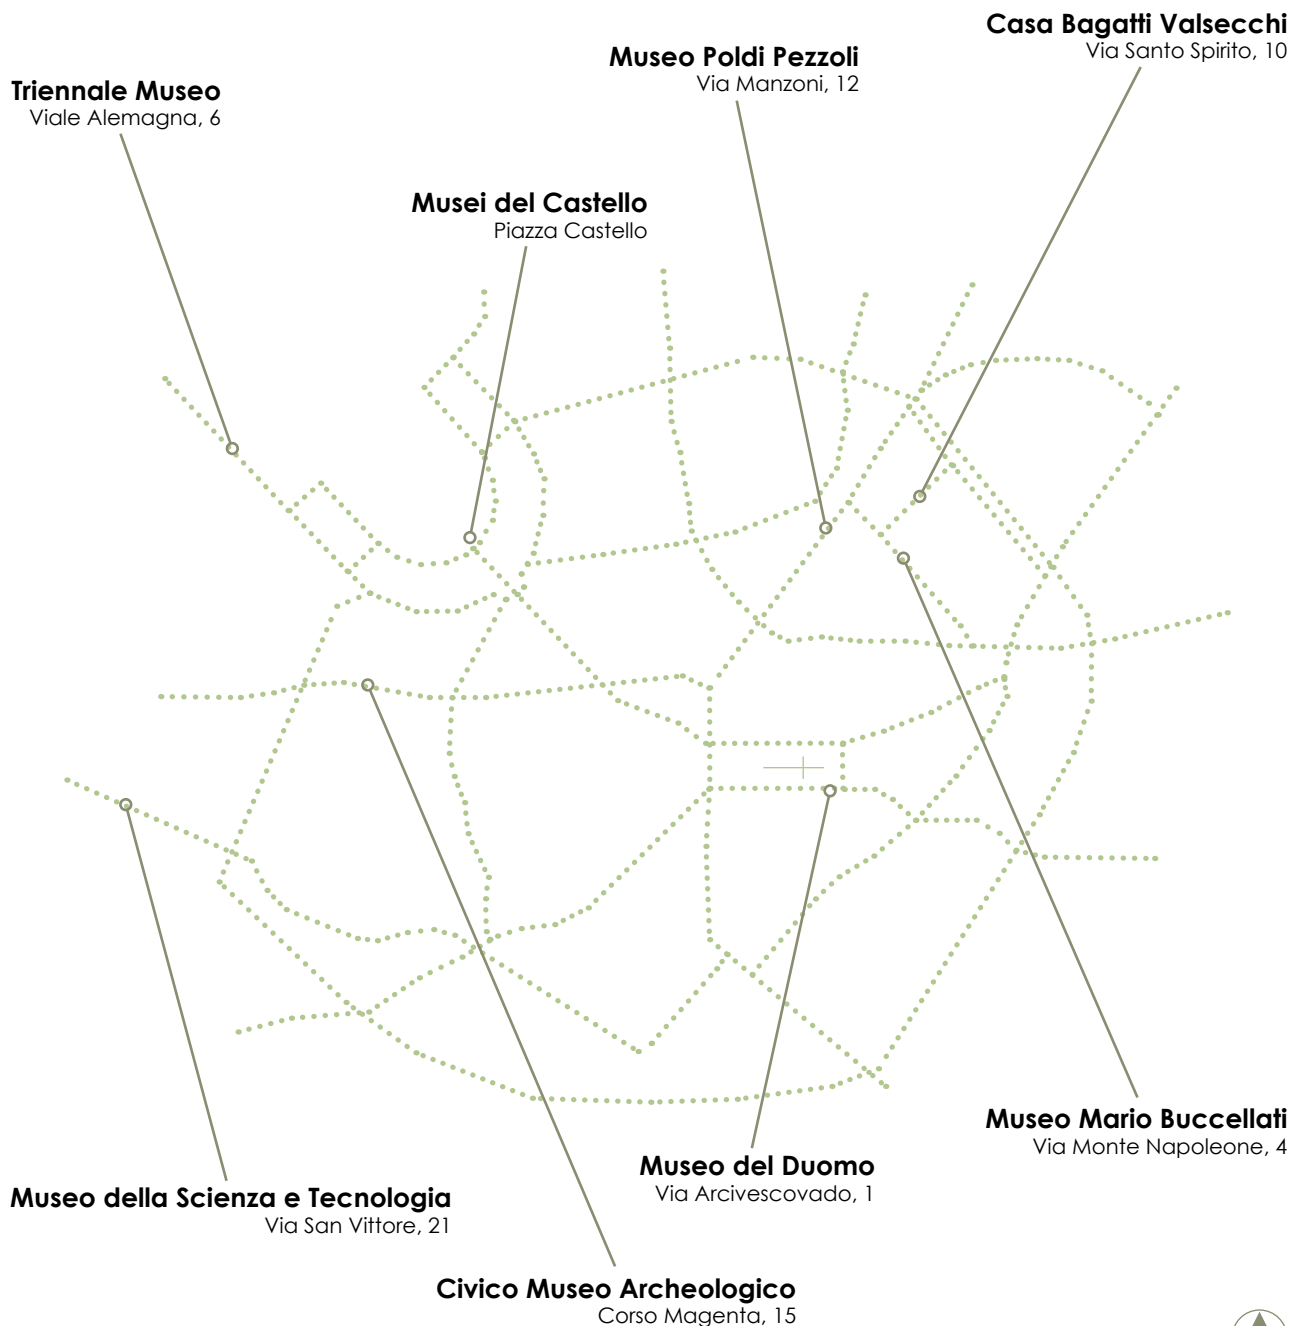 Casa Bagatti Valsecchi
Via Santo Spirito, 10
Museo Poldi Pezzoli
Via Manzoni, 12
Triennale Museo
Viale Alemagna, 6
Musei del Castello
Piazza Castello
Museo Mario Buccellati
Via Monte Napoleone, 4
Museo del Duomo
Via Arcivescovado, 1
Museo della Scienza e Tecnologia
Via San Vittore, 21
Civico Museo Archeologico
Corso Magenta, 15